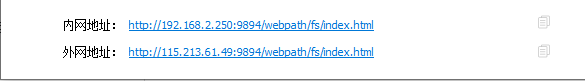 内网地址： http://192.168.2.250:9894/webpath/fs/index.html
外网地址： http://115.213.61.49:9894/webpath/fs/index.html